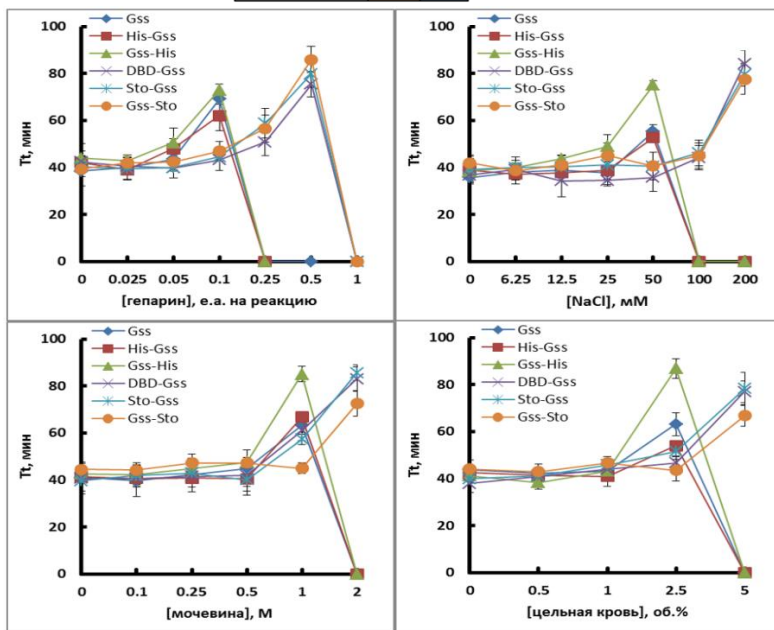 Gss
His-Gss
Gss-His
DBD-Gss
Sto-Gss
Gss-Sto
100
80
60
40
20
0
Tt, мин
0 0.025 0.05 0.1 0.25 0.5 1
[гепарин], е.а. на реакцию
Gss
His-Gss
Gss-His
DBD-Gss
Sto-Gss
Gss-Sto
100
80
60
40
20
0
Tt, мин
0 6.25 12.5 25 50 100 200
[NaCl], мМ
Gss
His-Gss
Gss-His
DBD-Gss
Sto-Gss
Gss-Sto
100
80
60
40
20
0
Tt, мин
0 0.1 0.25 0.5 1 2
[мочевина], М
Gss
His-Gss
Gss-His
DBD-Gss
Sto-Gss
Gss-Sto
100
80
60
40
20
0
Tt, мин
0 0.5 1 2.5 5
[цельная кровь], об.%